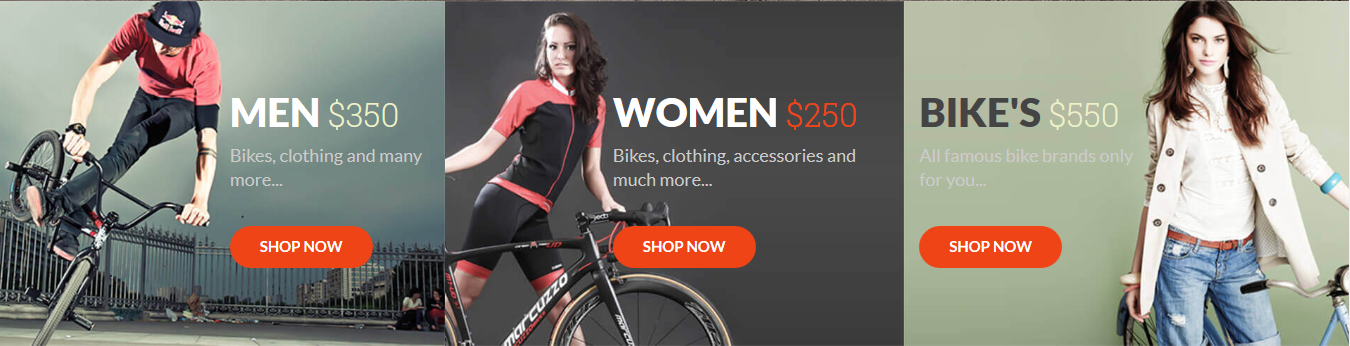 MEN $350
Bikes, clothing and many
more...
SHOP NOW
WOMEN $250
Bikes, clothing, accessories and
much more...
SHOP NOW
marcuzzo
BIKE'S $550
All famous bike brands only
for you...
SHOP NOW